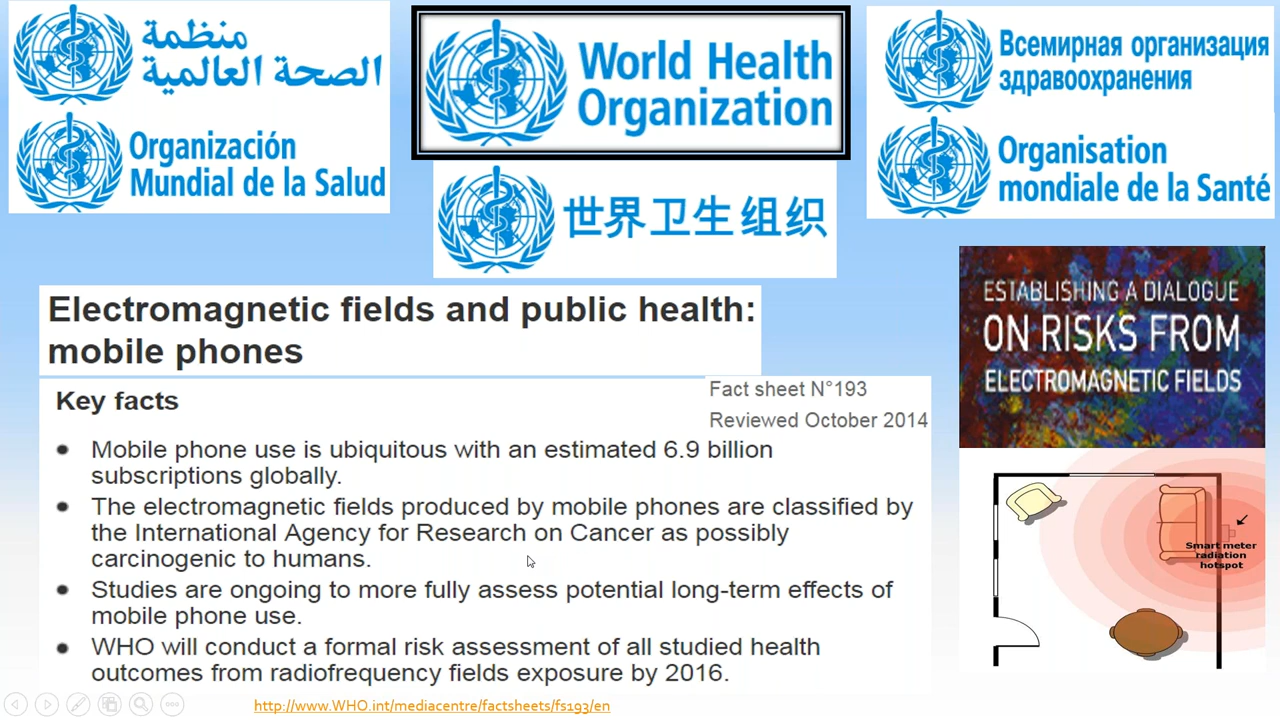 منظمة
الصحة العالمية
Organización
Mundial de la Salud
World Health
Organization
世界卫生组织
Всемирная организация
здравоохранения
Organisation
mondiale de la Santé
Electromagnetic fields and public health:
mobile phones
Key facts
Fact sheet N°193
Reviewed October 2014
● Mobile phone use is ubiquitous with an estimated 6.9 billion
subscriptions globally.
● The electromagnetic fields produced by mobile phones are classified by
the International Agency for Research on Cancer as possibly
carcinogenic to humans.
● Studies are ongoing to more fully assess potential long-term effects of
mobile phone use.
● WHO will conduct a formal risk assessment of all studied health
outcomes from radiofrequency fields exposure by 2016.
ESTABLISHING A DIALOGUE
ON RISKS FROM
ELECTROMAGNETIC FIELDS
Smart meter
radiation
hotspot
http://www.WHO.int/mediacentre/factsheets/fs193/en